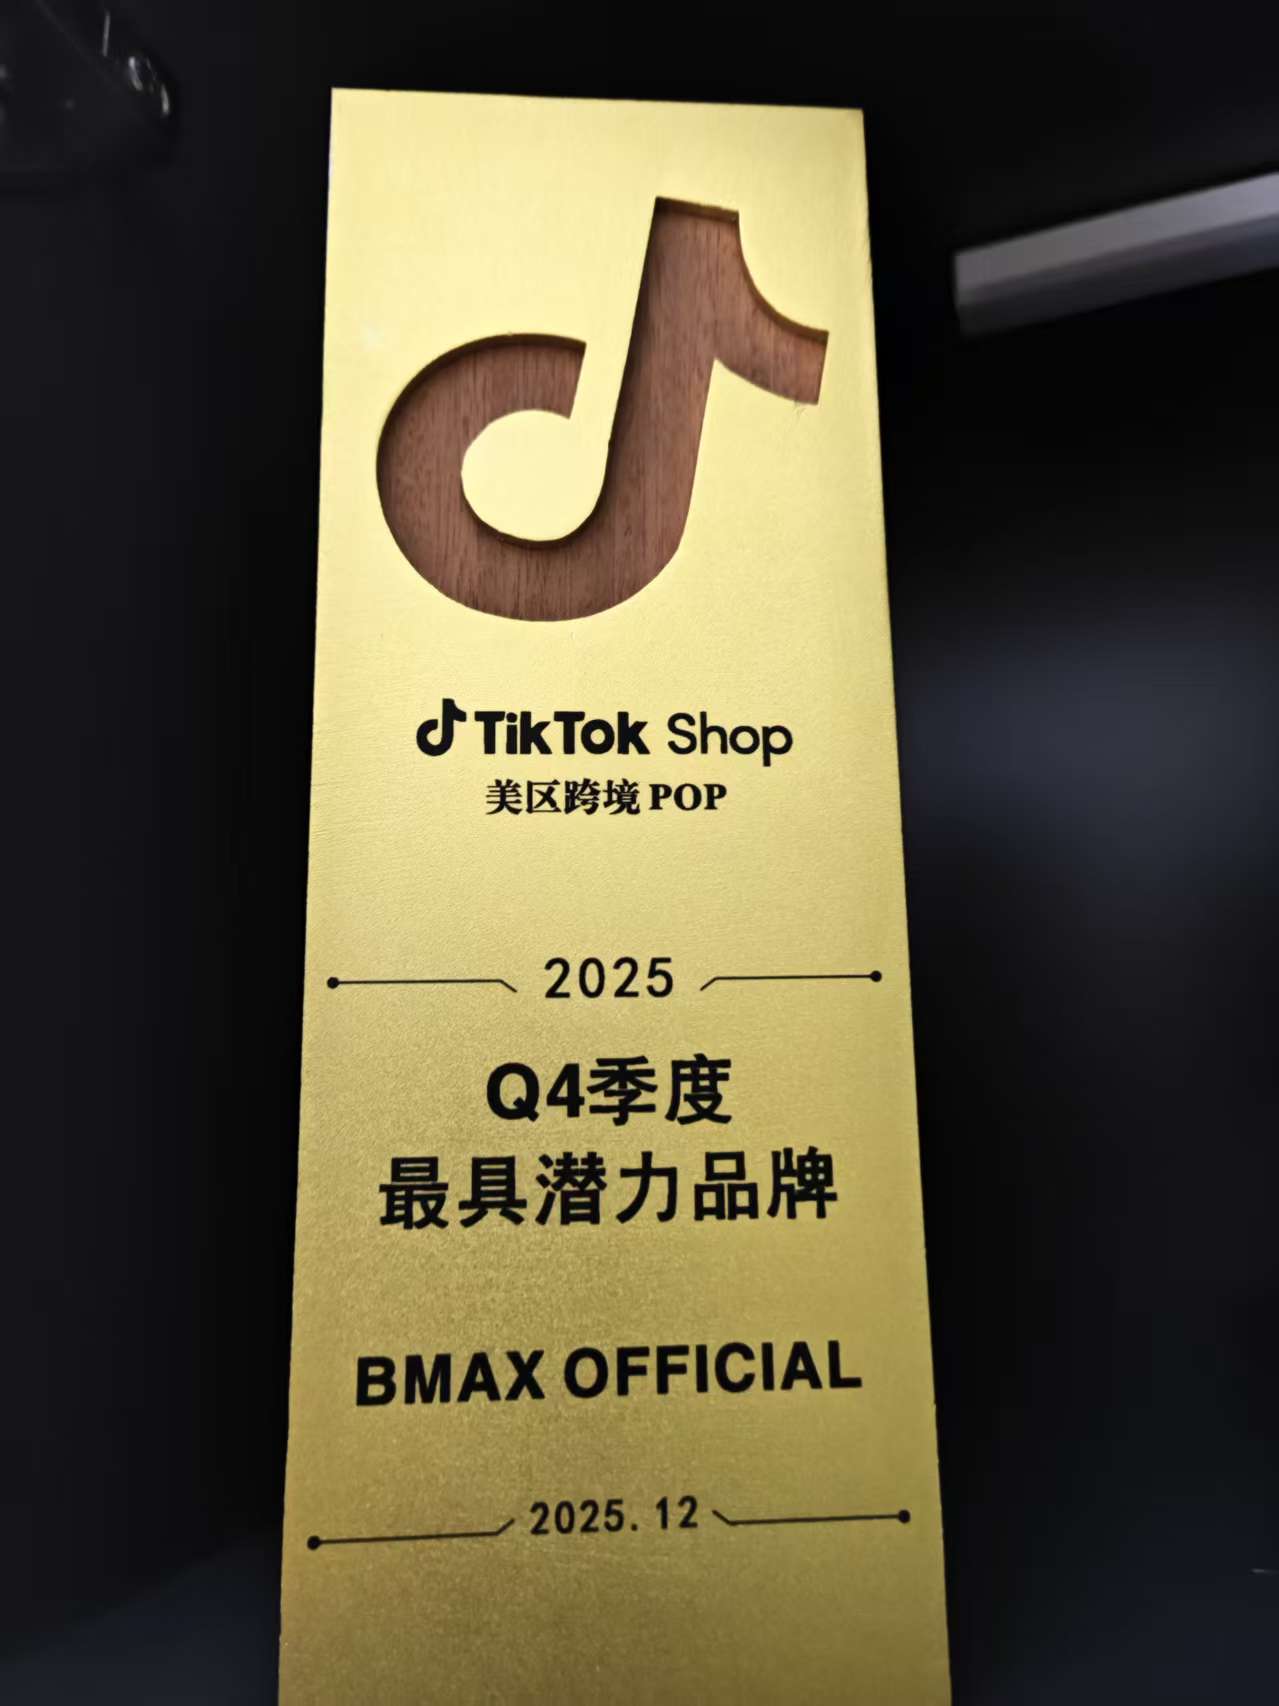 TikTok Shop
美区跨境 POP
2025
Q4季度
最具潜力品牌
BMAX OFFICIAL
2025.12